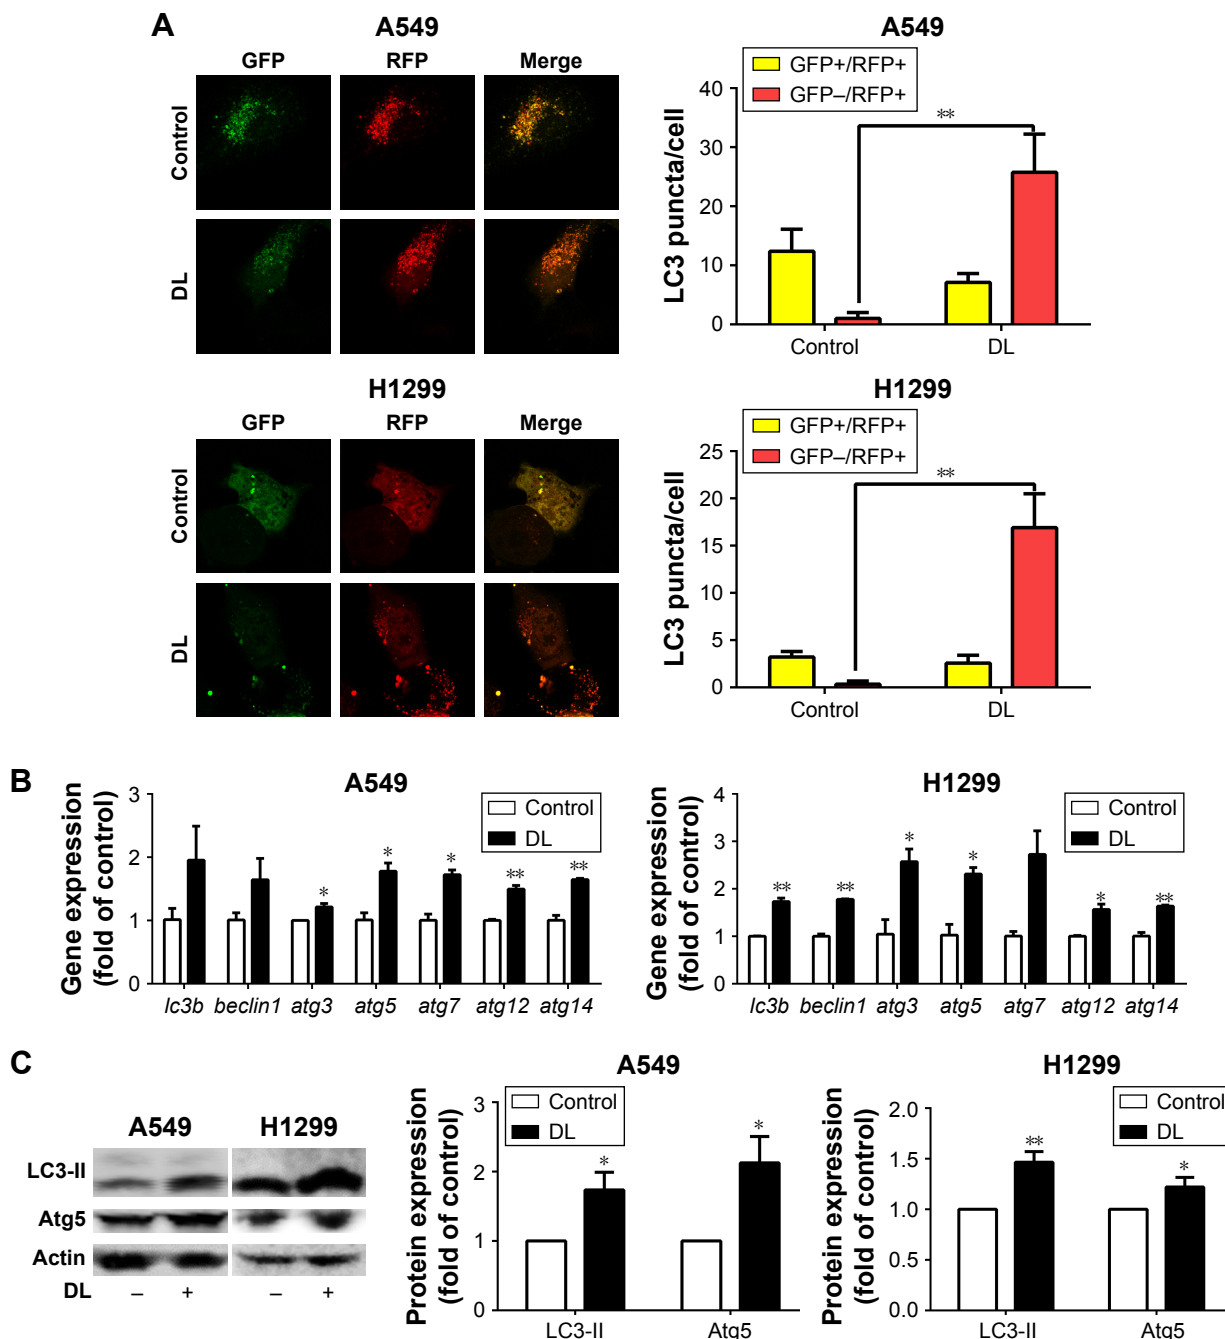 A
A549
GFP RFP Merge
Control
DL
A549
GFP+/RFP+
GFP–/RFP+
LC3 puncta/cell
40
30
20
10
0
**
Control DL
H1299
GFP RFP Merge
Control
DL
H1299
GFP+/RFP+
GFP–/RFP+
LC3 puncta/cell
25
20
15
10
5
0
**
Control DL
B
A549
Gene expression
(fold of control)
3
2
1
0
Control
DL
* * * ** **
lc3b beclin1 atg3 atg5 atg7 atg12 atg14
H1299
Gene expression
(fold of control)
4
3
2
1
0
Control
DL
** ** * * * **
lc3b beclin1 atg3 atg5 atg7 atg12 atg14
C
A549 H1299
LC3-II
Atg5
Actin
DL – + – +
A549
Protein expression
(fold of control)
3
2
1
0
Control
DL
* *
LC3-II Atg5
H1299
Protein expression
(fold of control)
2.0
1.5
1.0
0.5
0.0
Control
DL
** *
LC3-II Atg5